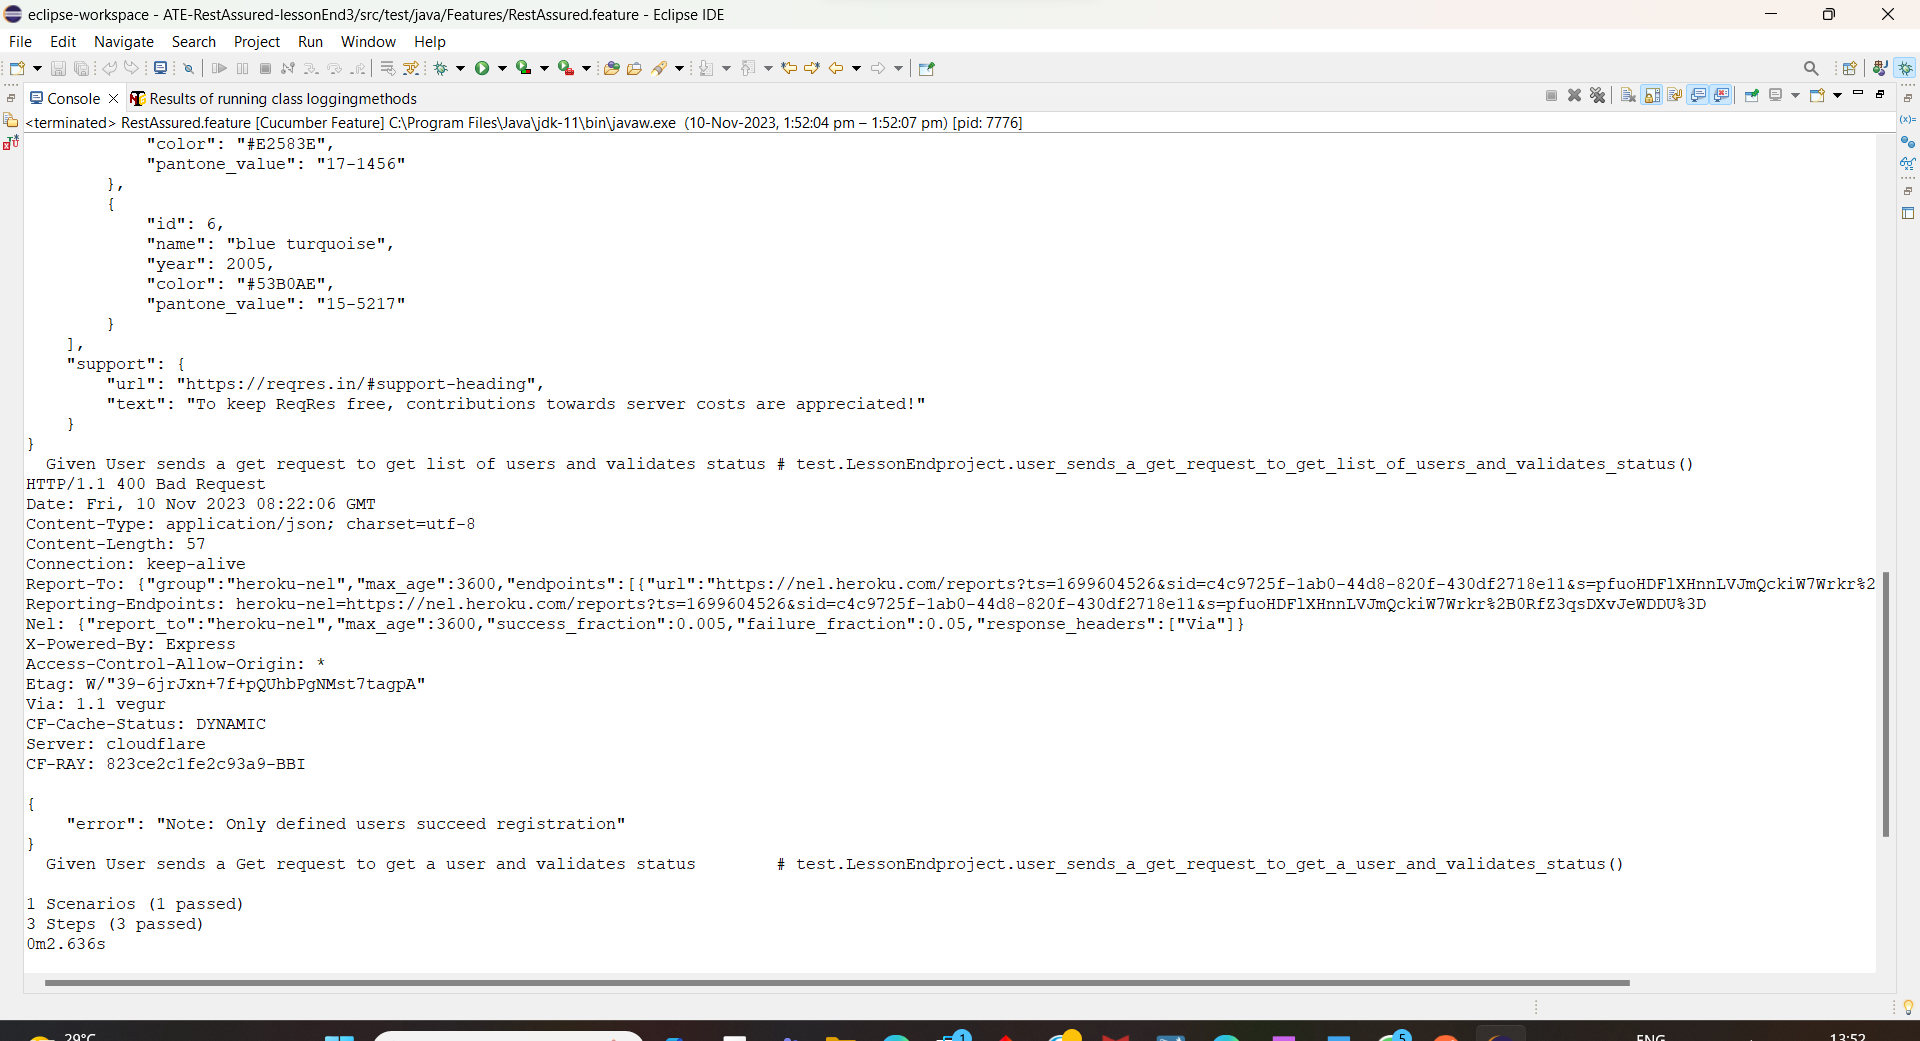 eclipse-workspace - ATE-RestAssured-lessonEnd3/src/test/java/Features/RestAssured.feature - Eclipse IDE
File Edit Navigate Search Project Run Window Help
Console Results of running class loggingmethods
<terminated> RestAssured.feature [Cucumber Feature] C:\Program Files\Java\jdk-11\bin\javaw.exe (10-Nov-2023, 1:52:04 pm – 1:52:07 pm) [pid: 7776]
"color": "#E2583E",
"pantone_value": "17-1456"
},
{
"id": 6,
"name": "blue turquoise",
"year": 2005,
"color": "#53B0AE",
"pantone_value": "15-5217"
}
],
"support": {
"url": "https://reqres.in/#support-heading",
"text": "To keep ReqRes free, contributions towards server costs are appreciated!"
}
}
Given User sends a get request to get list of users and validates status # test.LessonEndproject.user_sends_a_get_request_to_get_list_of_users_and_validates_status()
HTTP/1.1 400 Bad Request
Date: Fri, 10 Nov 2023 08:22:06 GMT
Content-Type: application/json; charset=utf-8
Content-Length: 57
Connection: keep-alive
Report-To: {"group":"heroku-nel","max_age":3600,"endpoints":[{"url":"https://nel.heroku.com/reports?ts=1699604526&sid=c4c9725f-1ab0-44d8-820f-430df2718e11&s=pfuoHDFlXHnnLVJmQckiW7Wrkr%2
Reporting-Endpoints: heroku-nel=https://nel.heroku.com/reports?ts=1699604526&sid=c4c9725f-1ab0-44d8-820f-430df2718e11&s=pfuoHDFlXHnnLVJmQckiW7Wrkr%2B0RfZ3qsDXvJeWDDU%3D
Nel: {"report_to":"heroku-nel","max_age":3600,"success_fraction":0.005,"failure_fraction":0.05,"response_headers":["Via"]}
X-Powered-By: Express
Access-Control-Allow-Origin: *
Etag: W/"39-6jrJxn+7f+pQUhbPgNMst7tagpA"
Via: 1.1 vegur
CF-Cache-Status: DYNAMIC
Server: cloudflare
CF-RAY: 823ce2c1fe2c93a9-BBI
{
"error": "Note: Only defined users succeed registration"
}
Given User sends a Get request to get a user and validates status # test.LessonEndproject.user_sends_a_get_request_to_get_a_user_and_validates_status()
1 Scenarios (1 passed)
3 Steps (3 passed)
0m2.636s
29°C 1 5 ENG 13:52